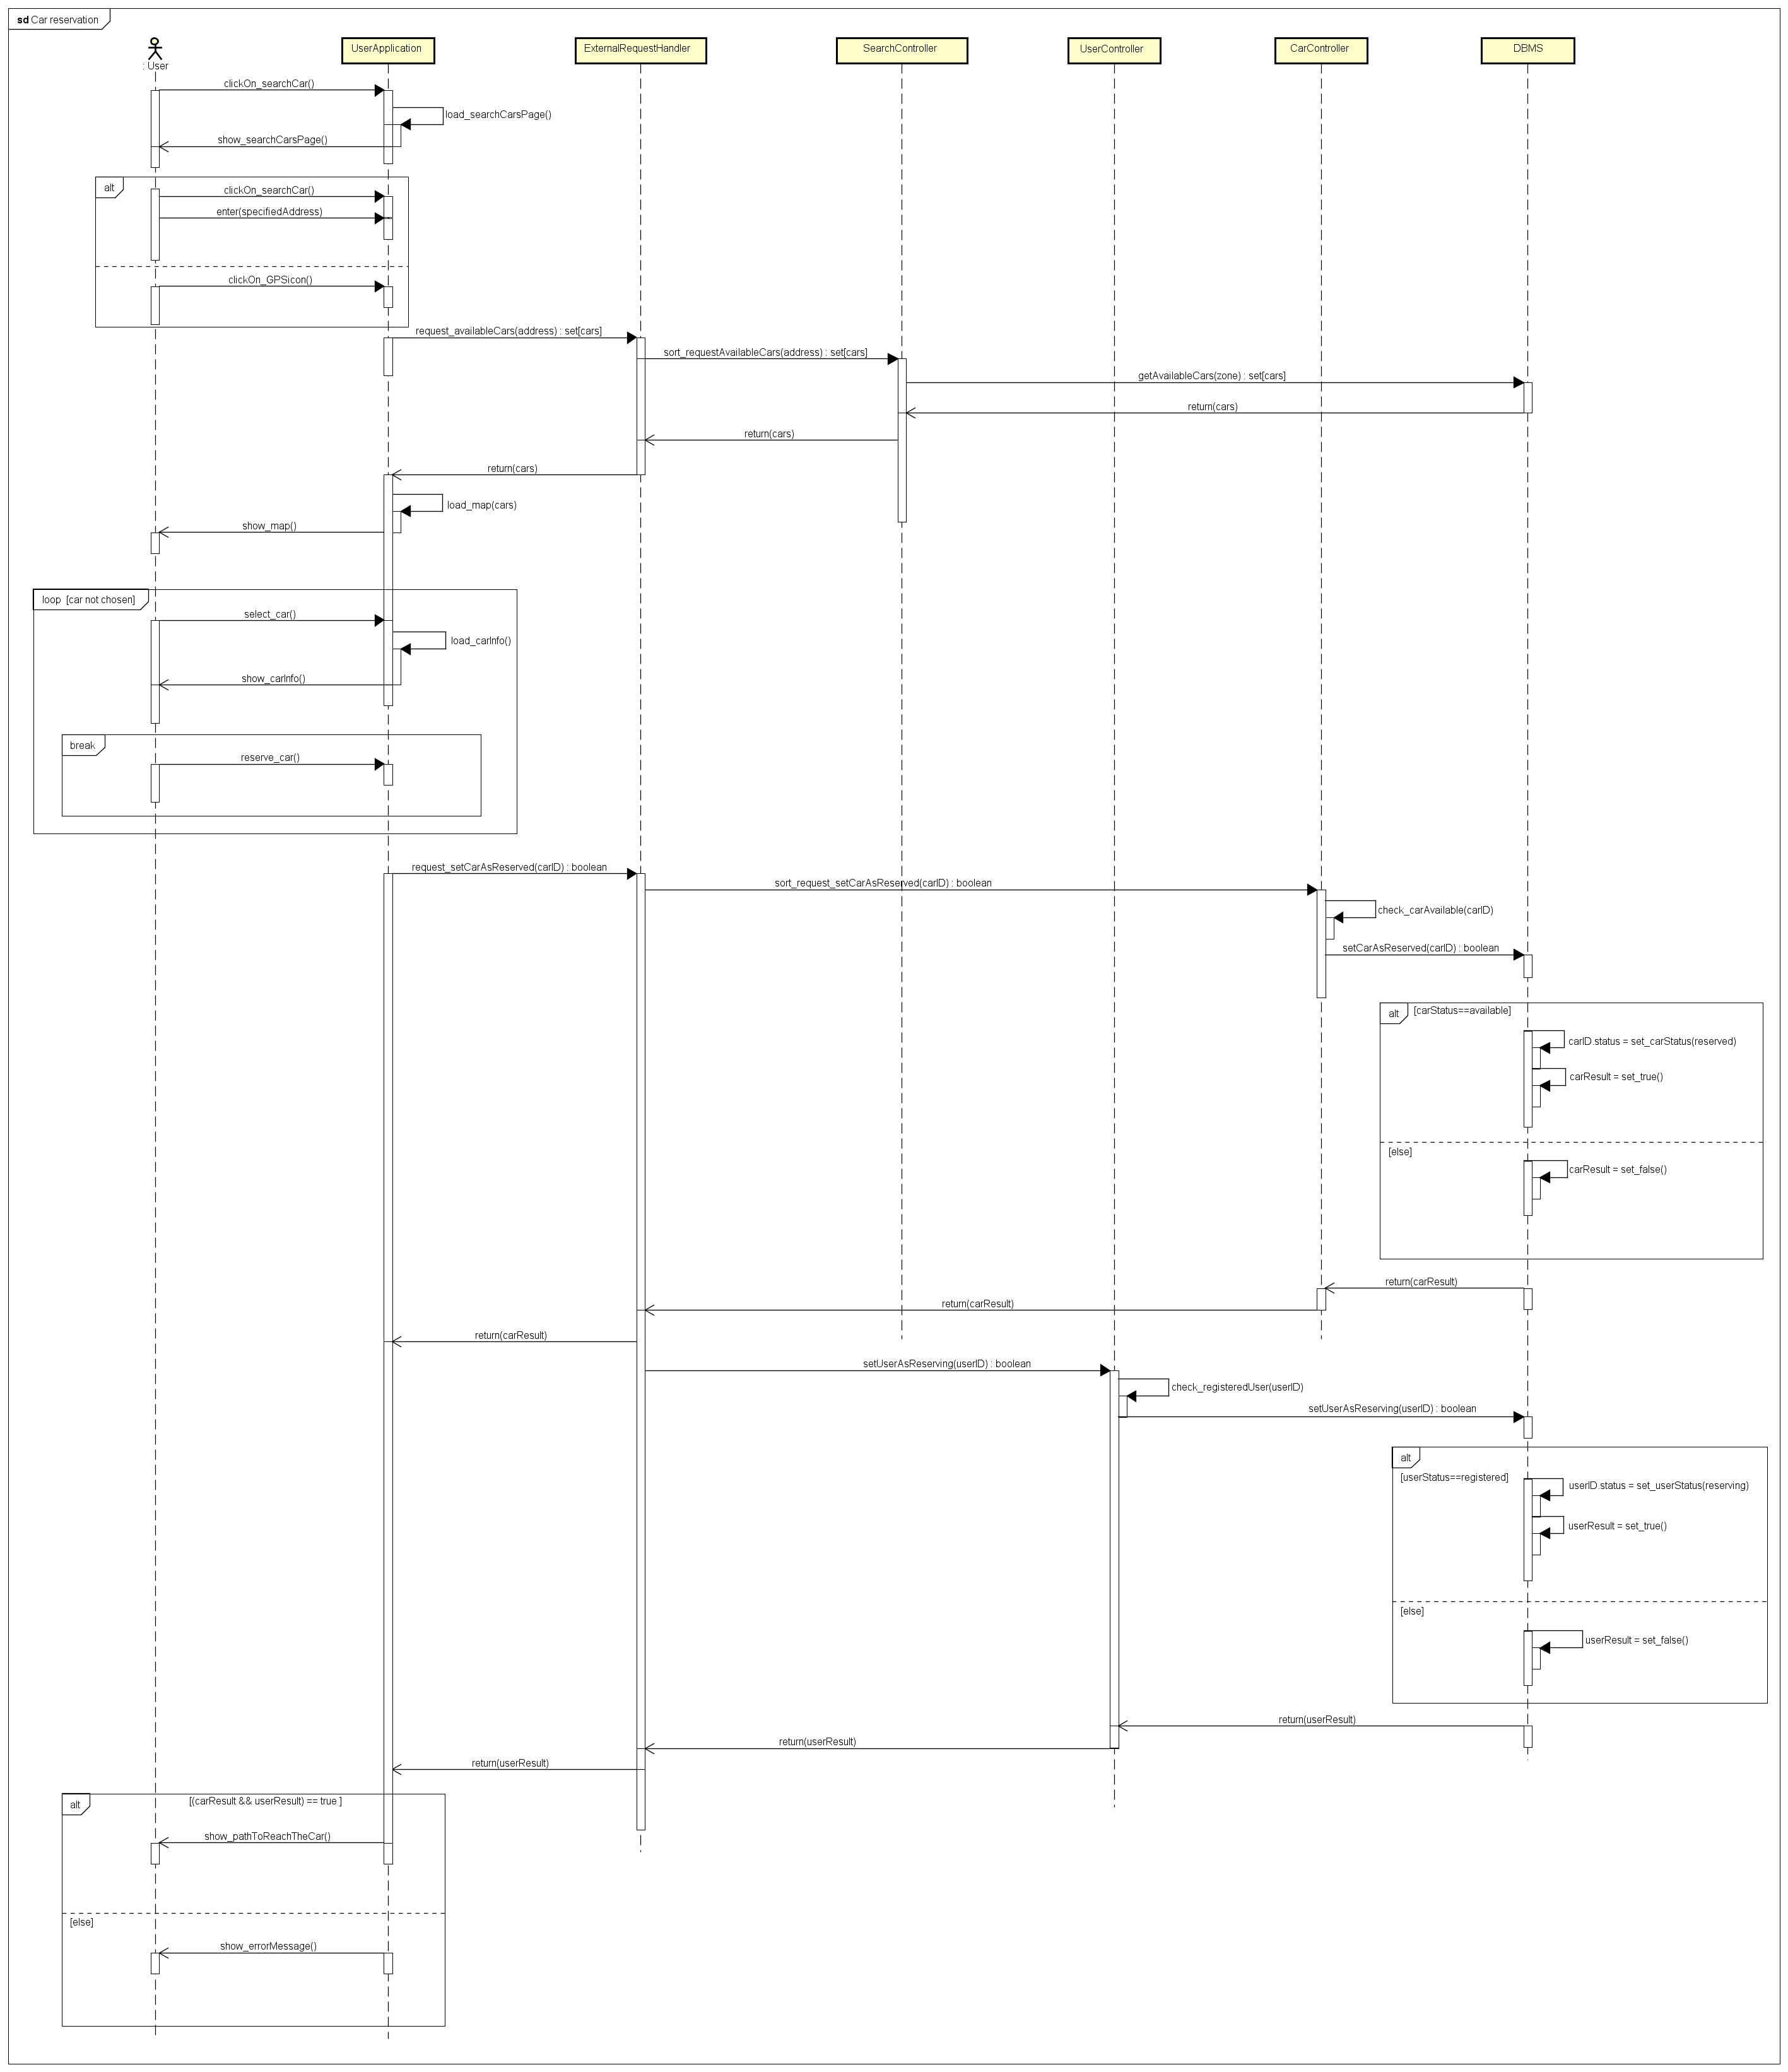 sd Car reservation
: User
UserApplication
ExternalRequestHandler
SearchController
UserController
CarController
DBMS
clickOn_searchCar()
load_searchCarsPage()
show_searchCarsPage()
alt
clickOn_searchCar()
enter(specifiedAddress)
clickOn_GPSicon()
request_availableCars(address) : set[cars]
sort_requestAvailableCars(address) : set[cars]
getAvailableCars(zone) : set[cars]
return(cars)
return(cars)
return(cars)
load_map(cars)
show_map()
loop [car not chosen]
select_car()
load_carInfo()
show_carInfo()
break
reserve_car()
request_setCarAsReserved(carID) : boolean
sort_request_setCarAsReserved(carID) : boolean
check_carAvailable(carID)
setCarAsReserved(carID) : boolean
alt
[carStatus==available]
carID.status = set_carStatus(reserved)
carResult = set_true()
[else]
carResult = set_false()
return(carResult)
return(carResult)
return(carResult)
setUserAsReserving(userID) : boolean
check_registeredUser(userID)
setUserAsReserving(userID) : boolean
alt
[userStatus==registered]
userID.status = set_userStatus(reserving)
userResult = set_true()
[else]
userResult = set_false()
return(userResult)
return(userResult)
return(userResult)
alt
[(carResult && userResult) == true ]
show_pathToReachTheCar()
[else]
show_errorMessage()